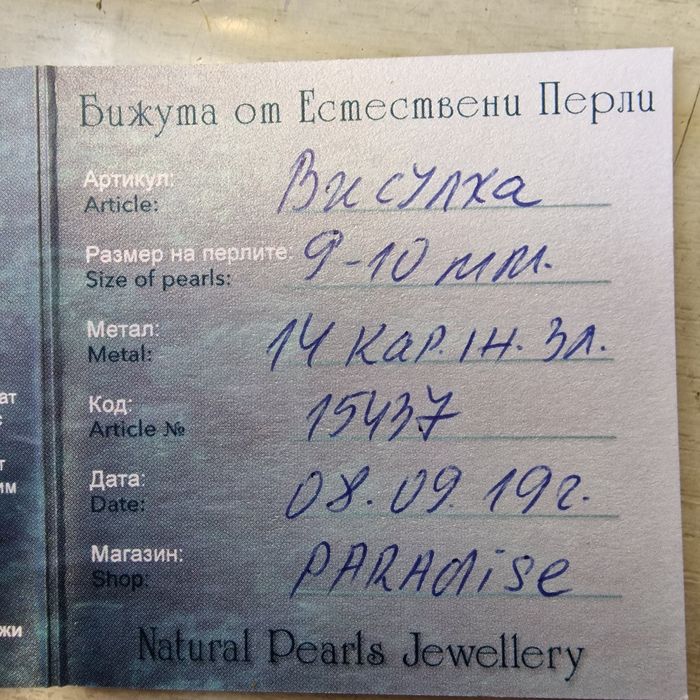 Бижута от Естествени Перли
Артикул: Висулка
Article:
Размер на перлите: 9-10 мм.
Size of pearls:
Метал: 14 кар. 1н. зл.
Metal:
Код: 15437
Article №
Дата: 08.09.19г.
Date:
Магазин: PARAdise
Shop:
Natural Pearls Jewellery